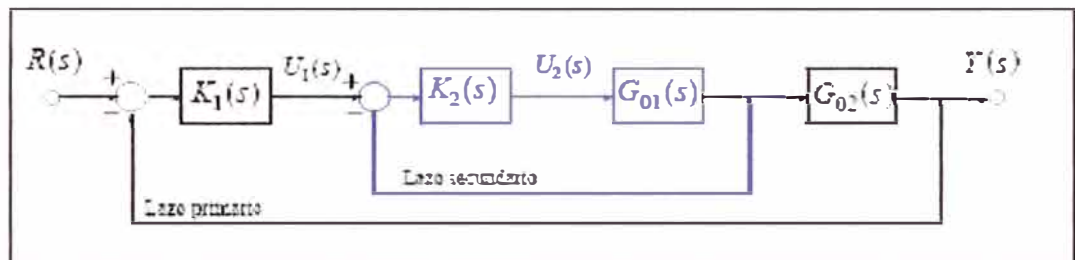 R(s)
+
−
K₁(s)
U₁(s)
+
−
K₂(s)
U₂(s)
G₀₁(s)
G₀₂(s)
Y(s)
Lazo secundario
Lazo primario